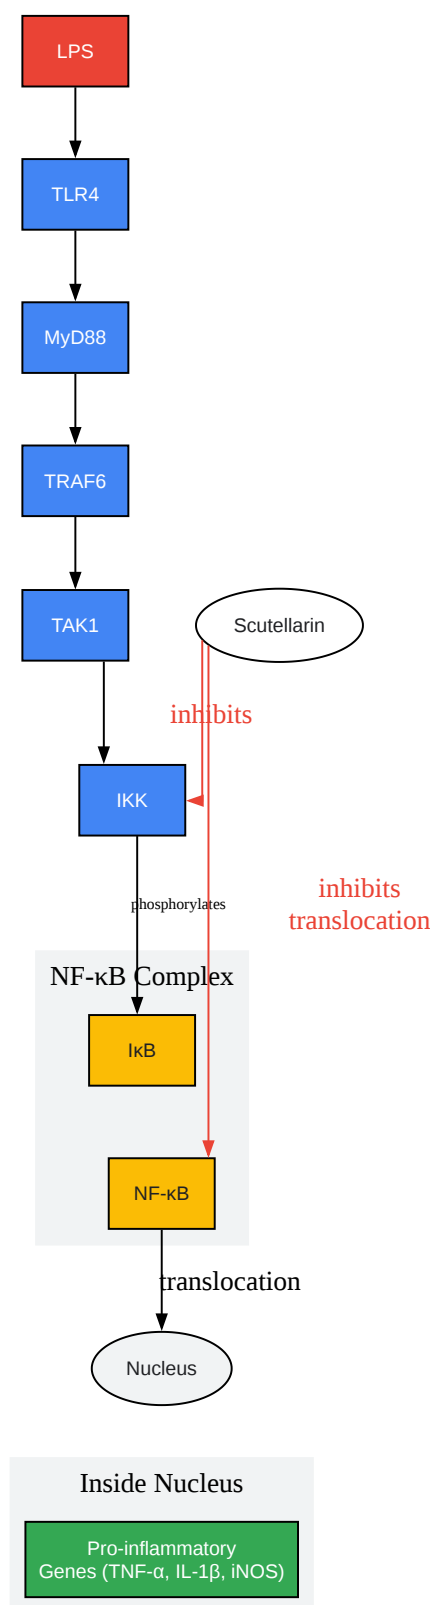 LPS
TLR4
MyD88
TRAF6
TAK1
Scutellarin
inhibits
IKK
inhibits
translocation
phosphorylates
NF-κB Complex
IκB
NF-κB
translocation
Nucleus
Inside Nucleus
Pro-inflammatory
Genes (TNF-α, IL-1β, iNOS)